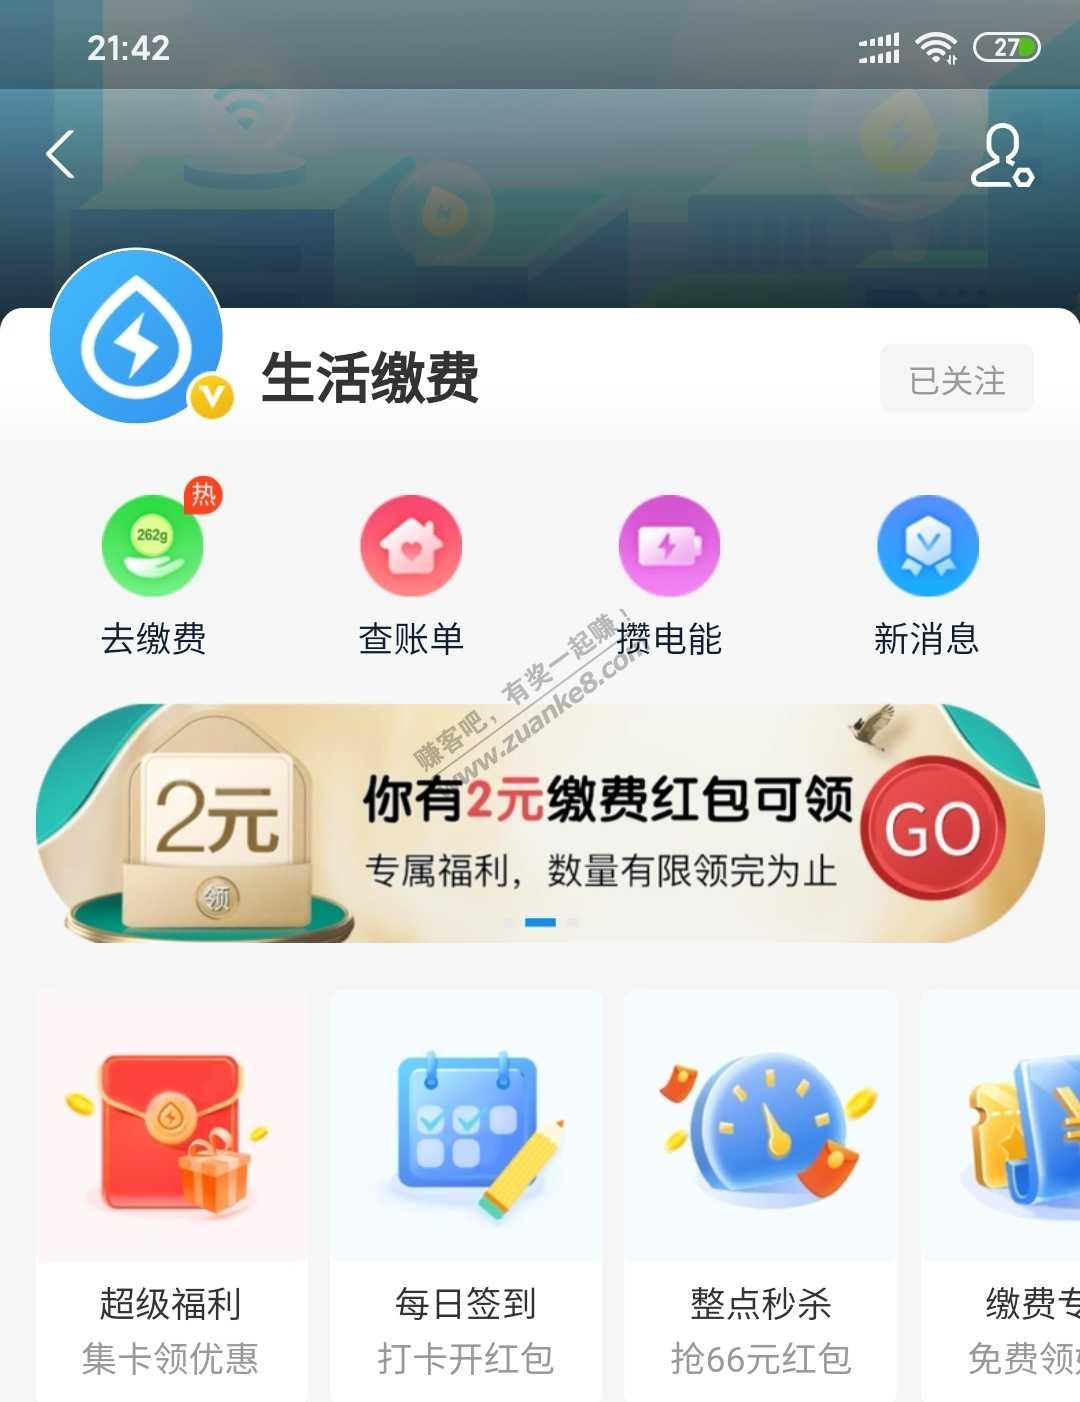 21:42
27
生活缴费
已关注
热
262g
去缴费
查账单
攒电能
新消息
赚客吧，有奖一起赚！
www.zuanke8.com
2元
领
你有2元缴费红包可领
专属福利，数量有限领完为止
GO
超级福利
每日签到
整点秒杀
缴费专
集卡领优惠
打卡开红包
抢66元红包
免费领